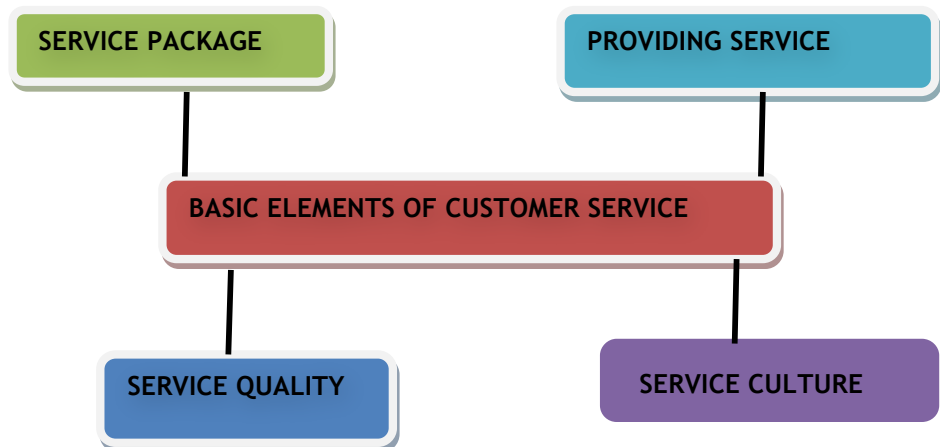 SERVICE PACKAGE
PROVIDING SERVICE
BASIC ELEMENTS OF CUSTOMER SERVICE
SERVICE QUALITY
SERVICE CULTURE